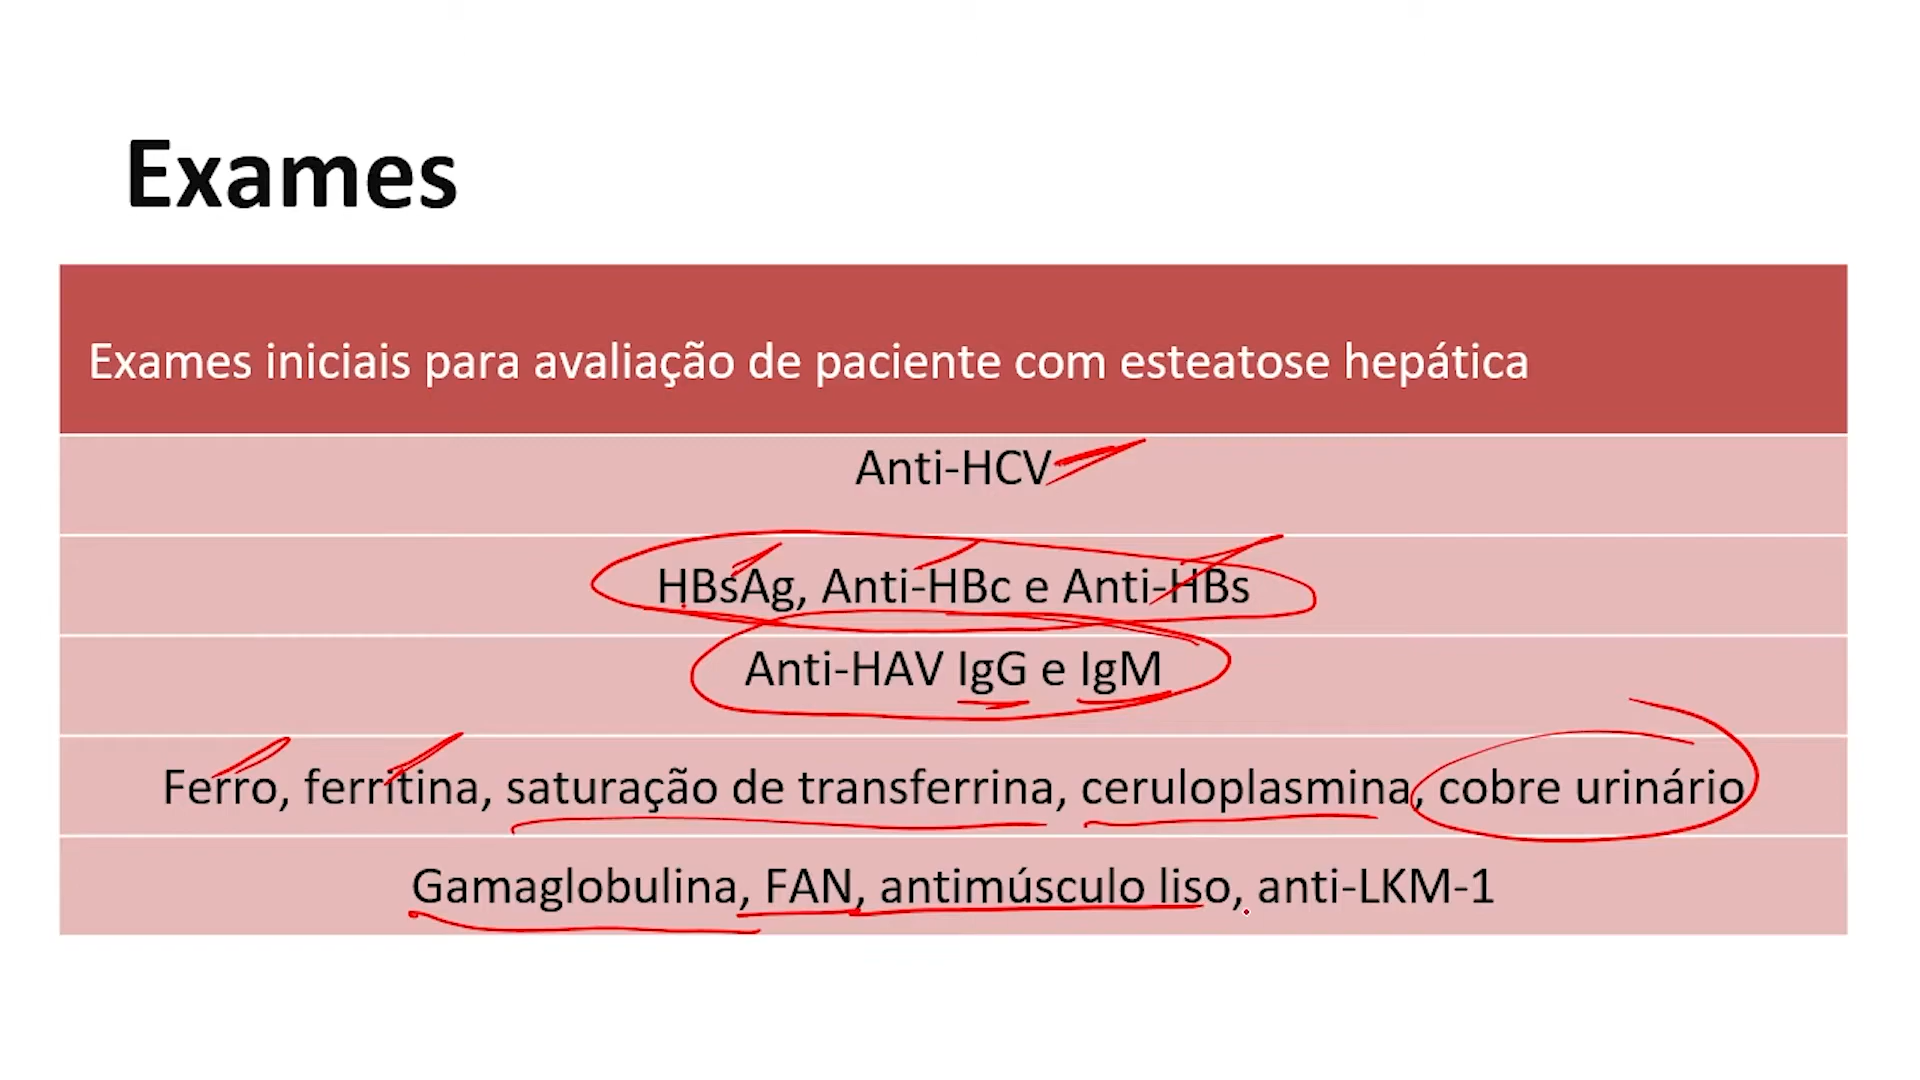 Exames
Exames iniciais para avaliação de paciente com esteatose hepática
Anti-HCV
HBsAg, Anti-HBc e Anti-HBs
Anti-HAV IgG e IgM
Ferro, ferritina, saturação de transferrina, ceruloplasmina, cobre urinário
Gamaglobulina, FAN, antimúsculo liso, anti-LKM-1